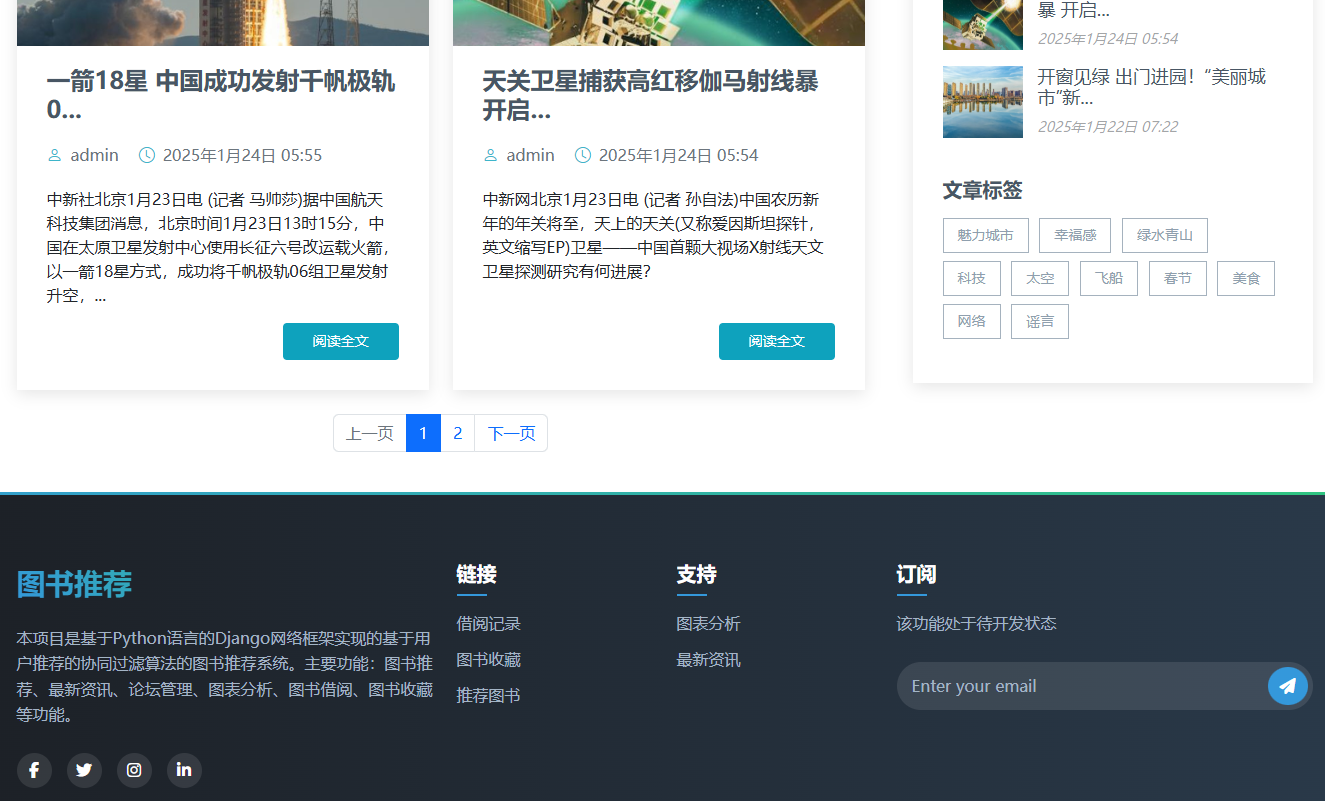 一箭18星 中国成功发射千帆极轨
0...
admin 2025年1月24日 05:55
中新社北京1月23日电 (记者 马帅莎)据中国航天
科技集团消息，北京时间1月23日13时15分，中
国在太原卫星发射中心使用长征六号改运载火箭，
以一箭18星方式，成功将千帆极轨06组卫星发射
升空，...
阅读全文
天关卫星捕获高红移伽马射线暴
开启...
admin 2025年1月24日 05:54
中新网北京1月23日电 (记者 孙自法)中国农历新
年的年关将至，天上的天关(又称爱因斯坦探针，
英文缩写EP)卫星——中国首颗大视场X射线天文
卫星探测研究有何进展?
阅读全文
暴 开启...
2025年1月24日 05:54
开窗见绿 出门进园！“美丽城
市”新...
2025年1月22日 07:22
文章标签
魅力城市 幸福感 绿水青山
科技 太空 飞船 春节 美食
网络 谣言
上一页 1 2 下一页
图书推荐
本项目是基于Python语言的Django网络框架实现的基于用
户推荐的协同过滤算法的图书推荐系统。主要功能：图书推
荐、最新资讯、论坛管理、图表分析、图书借阅、图书收藏
等功能。
链接
借阅记录
图书收藏
推荐图书
支持
图表分析
最新资讯
订阅
该功能处于待开发状态
Enter your email